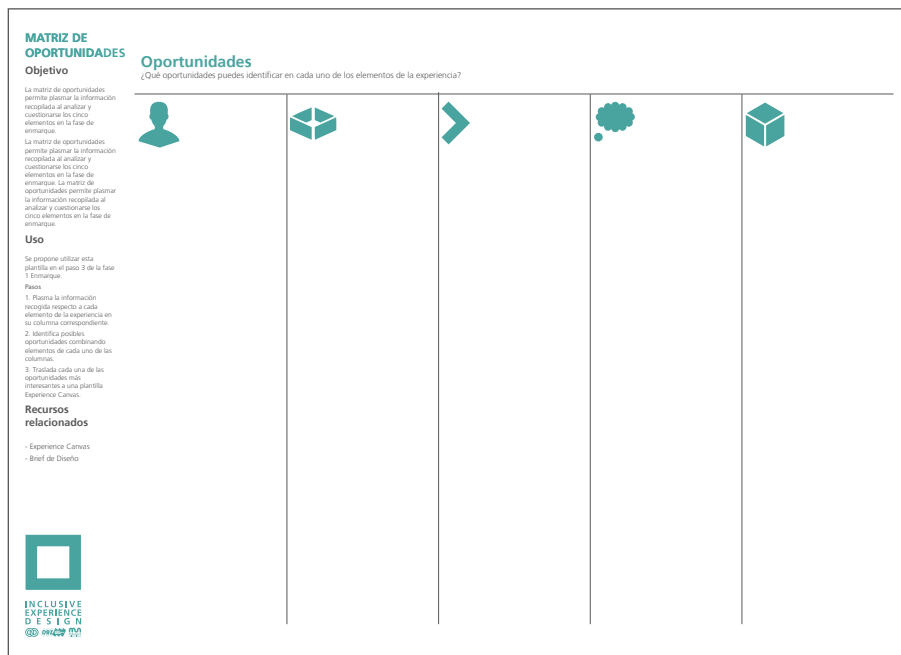 MATRIZ DE
OPORTUNIDADES
Objetivo
La matriz de oportunidades
permite plasmar la información
recopilada al analizar y
cuestionarse los cinco
elementos en la fase de
enmarque.
La matriz de oportunidades
permite plasmar la información
recopilada al analizar y
cuestionarse los cinco
elementos en la fase de
enmarque. La matriz de
oportunidades permite plasmar
la información recopilada al
analizar y cuestionarse los
cinco elementos en la fase de
enmarque.
Uso
Se propone utilizar esta
plantilla en el paso 3 de la fase
1 Enmarque.
Pasos
1. Plasma la información
recogida respecto a cada
elemento de la experiencia en
su columna correspondiente.
2. Identifica posibles
oportunidades combinando
elementos de cada uno de las
columnas.
3. Traslada cada una de las
oportunidades más
interesantes a una plantilla
Experience Canvas.
Recursos
relacionados
- Experience Canvas
- Brief de Diseño
INCLUSIVE
EXPERIENCE
DESIGN
Oportunidades
¿Qué oportunidades puedes identificar en cada uno de los elementos de la experiencia?